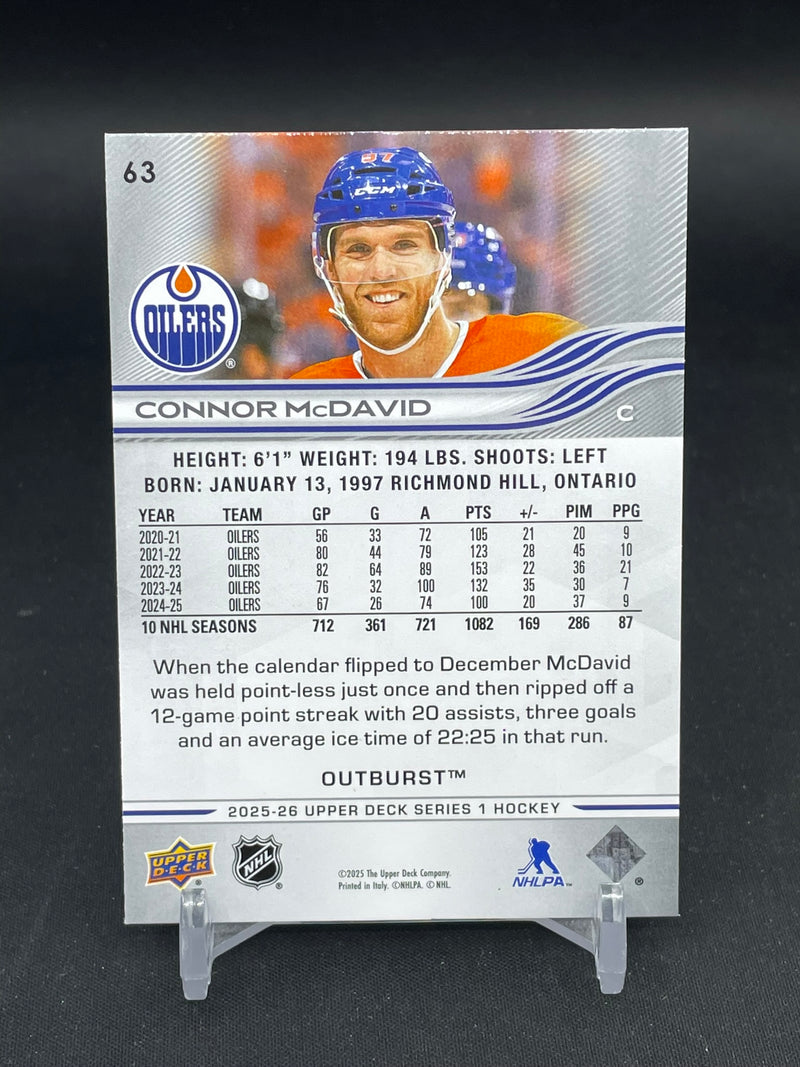 63
97
CCM
OILERS
®
CONNOR McDAVID
C
HEIGHT: 6'1" WEIGHT: 194 LBS. SHOOTS: LEFT
BORN: JANUARY 13, 1997 RICHMOND HILL, ONTARIO
YEAR TEAM GP G A PTS +/- PIM PPG
2020-21 OILERS 56 33 72 105 21 20 9
2021-22 OILERS 80 44 79 123 28 45 10
2022-23 OILERS 82 64 89 153 22 36 21
2023-24 OILERS 76 32 100 132 35 30 7
2024-25 OILERS 67 26 74 100 20 37 9
10 NHL SEASONS 712 361 721 1082 169 286 87
When the calendar flipped to December McDavid
was held point-less just once and then ripped off a
12-game point streak with 20 assists, three goals
and an average ice time of 22:25 in that run.
OUTBURST™
2025-26 UPPER DECK SERIES 1 HOCKEY
UPPER
D·E·C·K
®
NHL
®
©2025 The Upper Deck Company.
Printed in Italy. ©NHLPA. © NHL.
NHLPA™
®